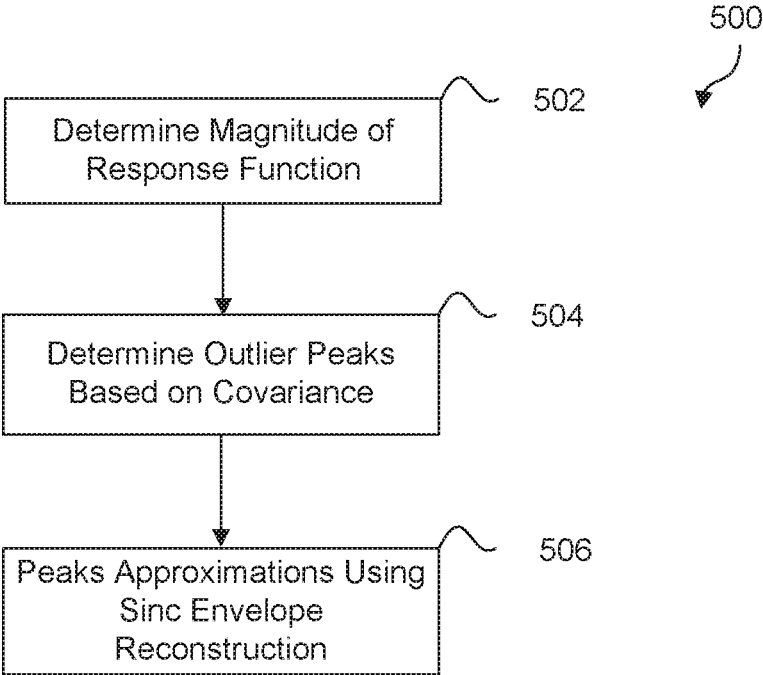 500
502
Determine Magnitude of
Response Function
504
Determine Outlier Peaks
Based on Covariance
506
Peaks Approximations Using
Sinc Envelope
Reconstruction